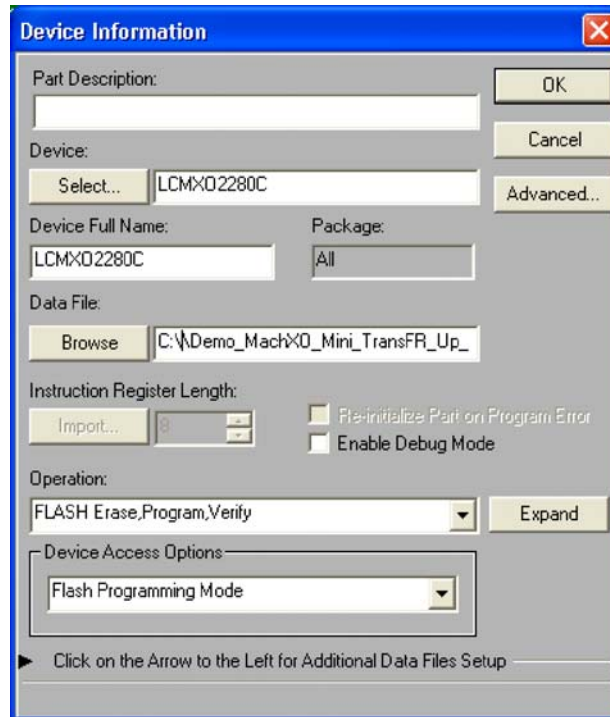 Device Information
Part Description:
OK
Device:
Cancel
Select... LCMXO2280C
Advanced...
Device Full Name: Package:
LCMXO2280C All
Data File:
Browse C:\\Demo_MachXO_Mini_TransFR_Up_
Instruction Register Length:
Import... 8 Re-initialize Part on Program Error
Enable Debug Mode
Operation:
FLASH Erase,Program,Verify Expand
Device Access Options
Flash Programming Mode
Click on the Arrow to the Left for Additional Data Files Setup